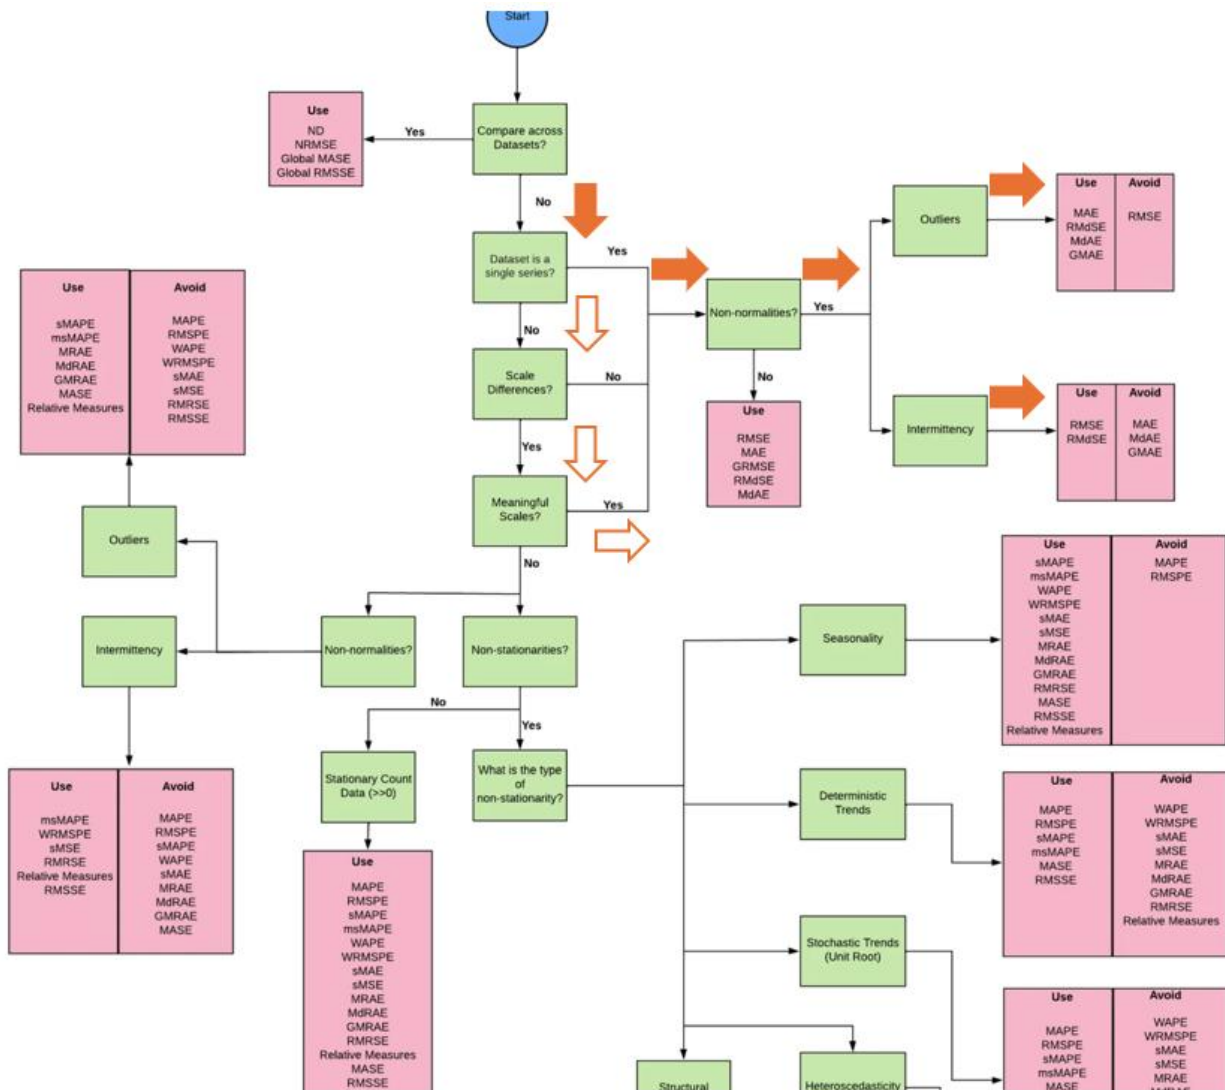 Start
Use
ND
NRMSE
Global MASE
Global RMSSE
Yes
Compare across
Datasets?
No
Dataset is a
single series?
Yes
No
Scale
Differences?
No
Yes
Meaningful
Scales?
Yes
No
Non-normalities?
Yes
No
Use
RMSE
MAE
GRMSE
RMdSE
MdAE
Outliers
Use
MAE
RMdSE
MdAE
GMAE
Avoid
RMSE
Intermittency
Use
RMSE
RMdSE
Avoid
MAE
MdAE
GMAE
Use
sMAPE
msMAPE
MRAE
MdRAE
GMRAE
MASE
Relative Measures
Avoid
MAPE
RMSPE
WAPE
WRMSPE
sMAE
sMSE
RMRSE
RMSSE
Outliers
Intermittency
Non-normalities?
Non-stationarities?
Use
msMAPE
WRMSPE
sMSE
RMRSE
Relative Measures
RMSSE
Avoid
MAPE
RMSPE
sMAPE
WAPE
sMAE
MRAE
MdRAE
GMRAE
MASE
No
Yes
Stationary Count
Data (>>0)
What is the type
of
non-stationarity?
Use
MAPE
RMSPE
sMAPE
msMAPE
WAPE
WRMSPE
sMAE
sMSE
MRAE
MdRAE
GMRAE
RMRSE
Relative Measures
MASE
RMSSE
Seasonality
Use
sMAPE
msMAPE
WAPE
WRMSPE
sMAE
sMSE
MRAE
MdRAE
GMRAE
RMRSE
MASE
RMSSE
Relative Measures
Avoid
MAPE
RMSPE
Deterministic
Trends
Use
MAPE
RMSPE
sMAPE
msMAPE
MASE
RMSSE
Avoid
WAPE
WRMSPE
sMAE
sMSE
MRAE
MdRAE
GMRAE
RMRSE
Relative Measures
Stochastic Trends
(Unit Root)
Use
MAPE
RMSPE
sMAPE
msMAPE
MASE
Avoid
WAPE
WRMSPE
sMAE
sMSE
MRAE
Structural
Heteroscedasticity